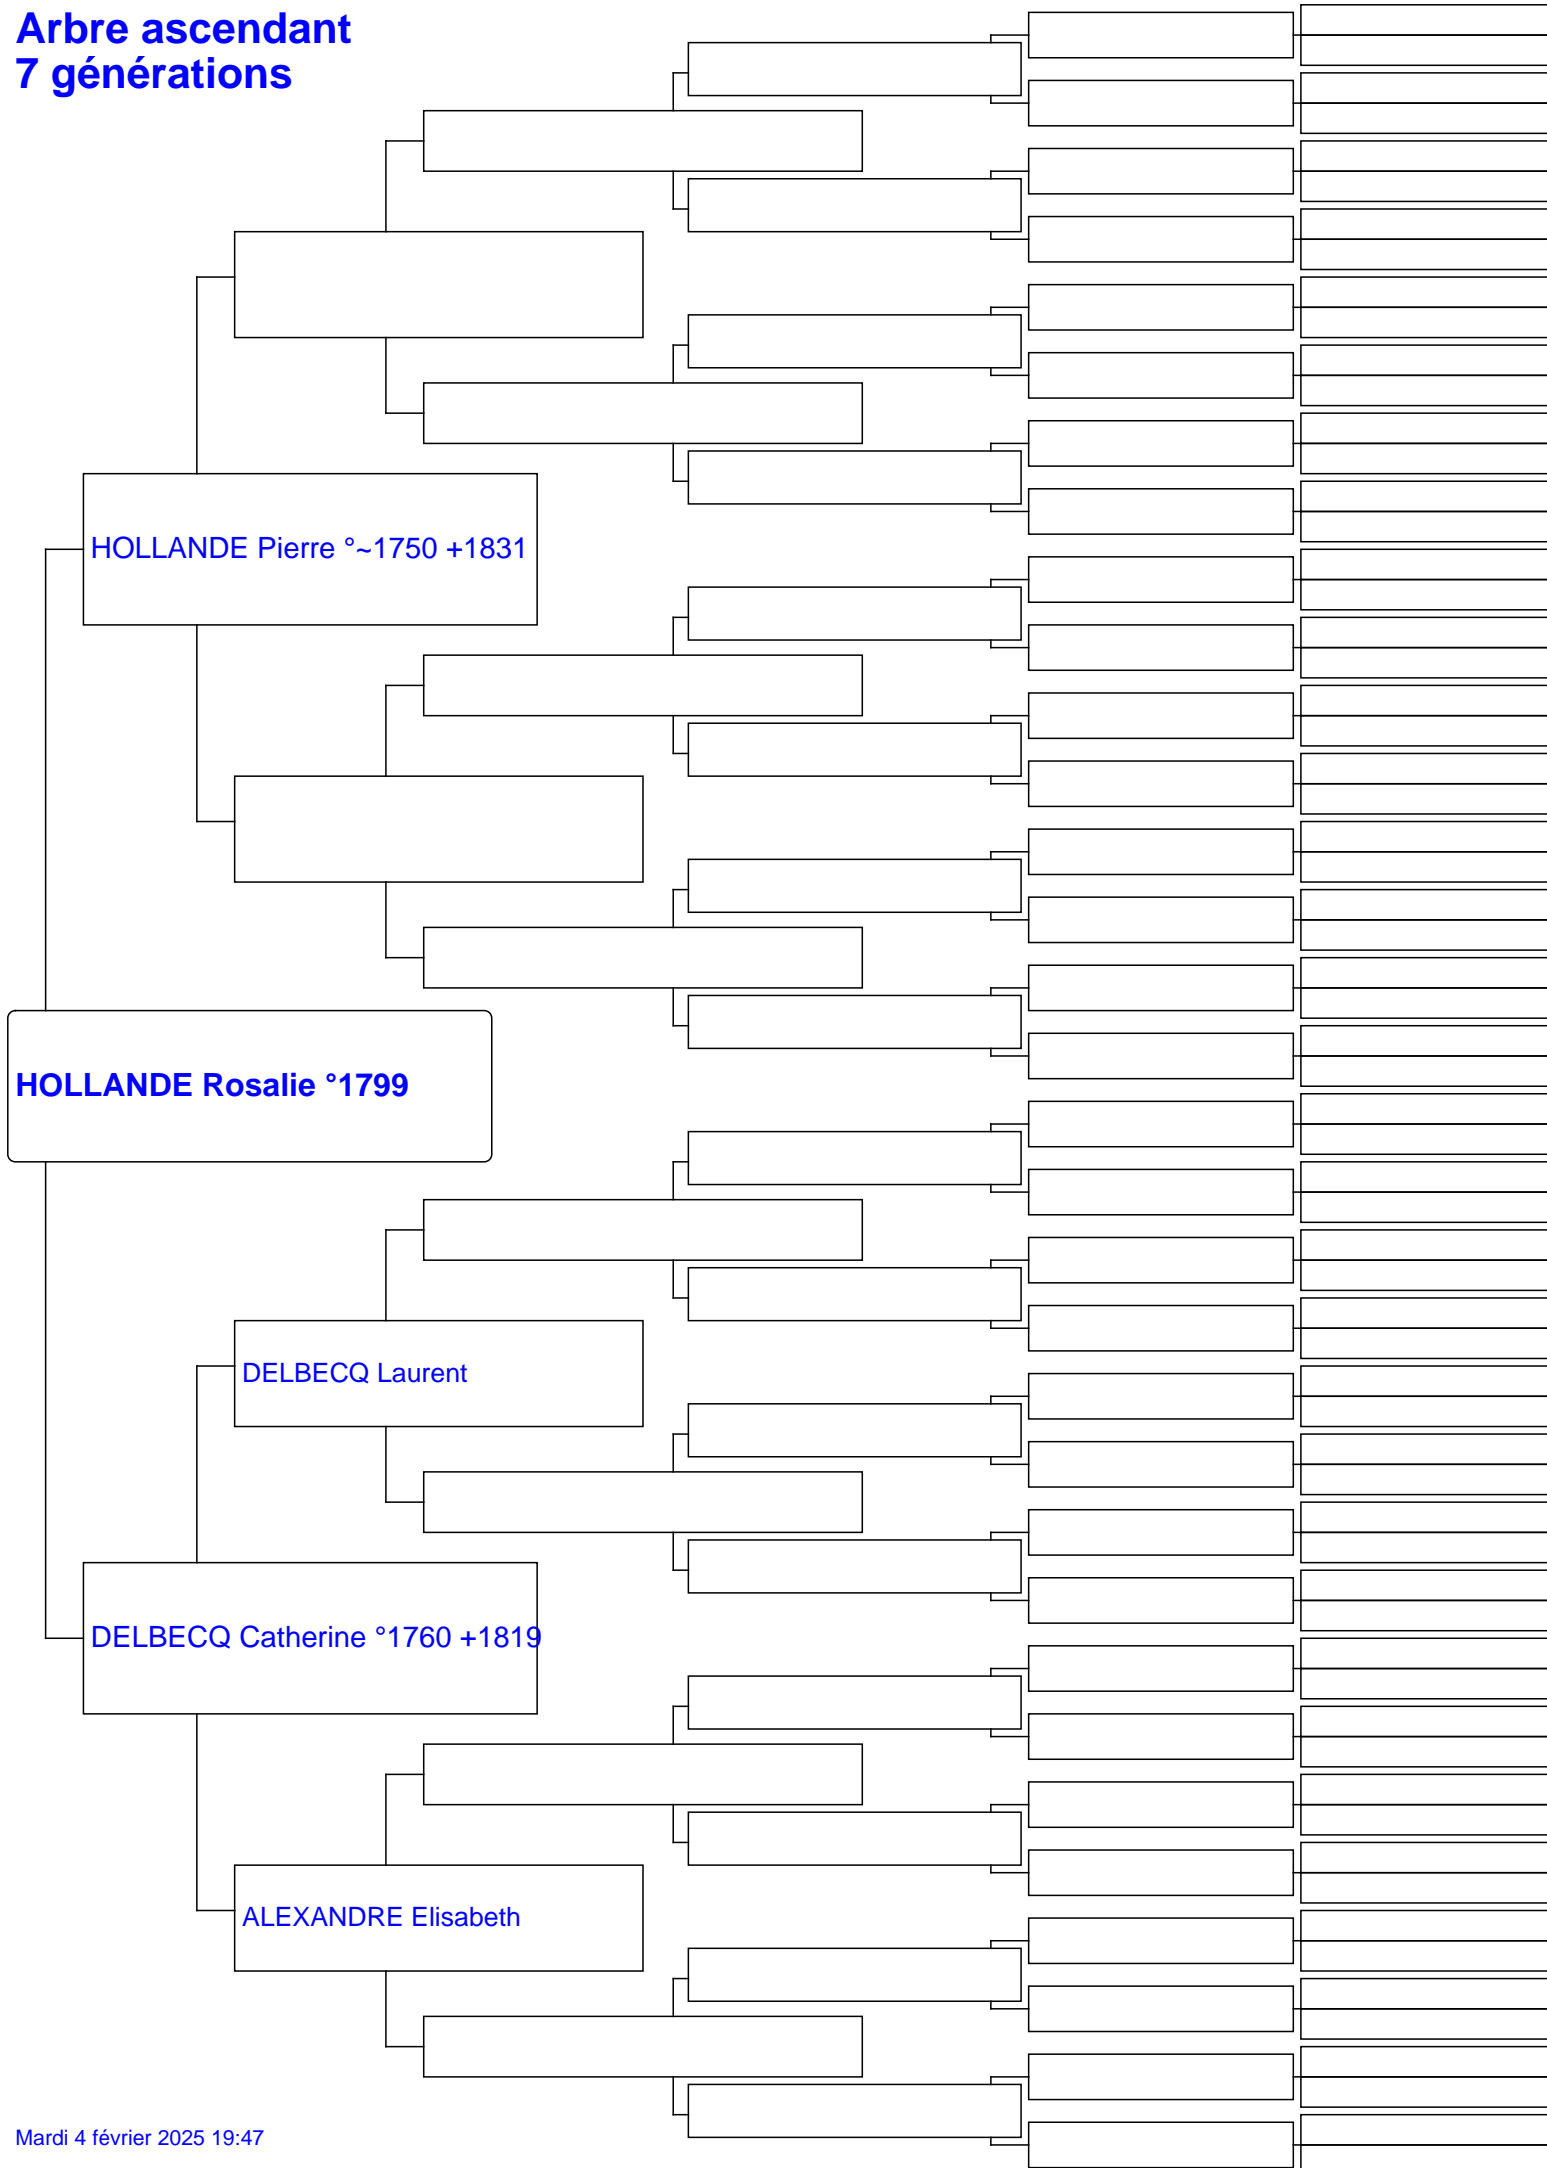 Arbre ascendant
7 générations
HOLLANDE Pierre °~1750 +1831
HOLLANDE Rosalie °1799
DELBECQ Laurent
DELBECQ Catherine °1760 +1819
ALEXANDRE Elisabeth
Mardi 4 février 2025 19:47